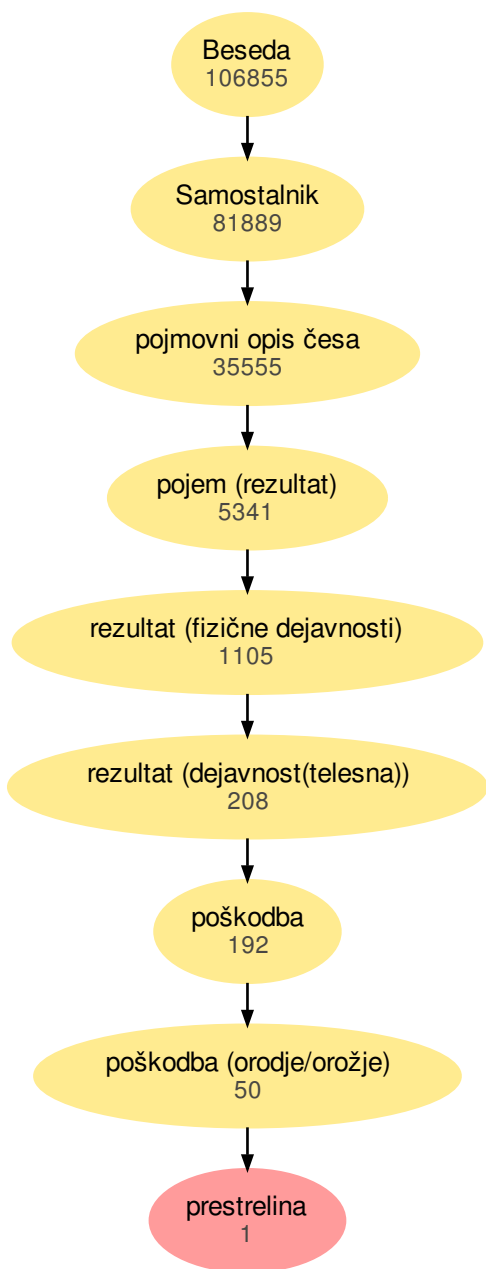 Beseda
106855
Samostalnik
81889
pojmovni opis česa
35555
pojem (rezultat)
5341
rezultat (fizične dejavnosti)
1105
rezultat (dejavnost(telesna))
208
poškodba
192
poškodba (orodje/orožje)
50
prestrelina
1